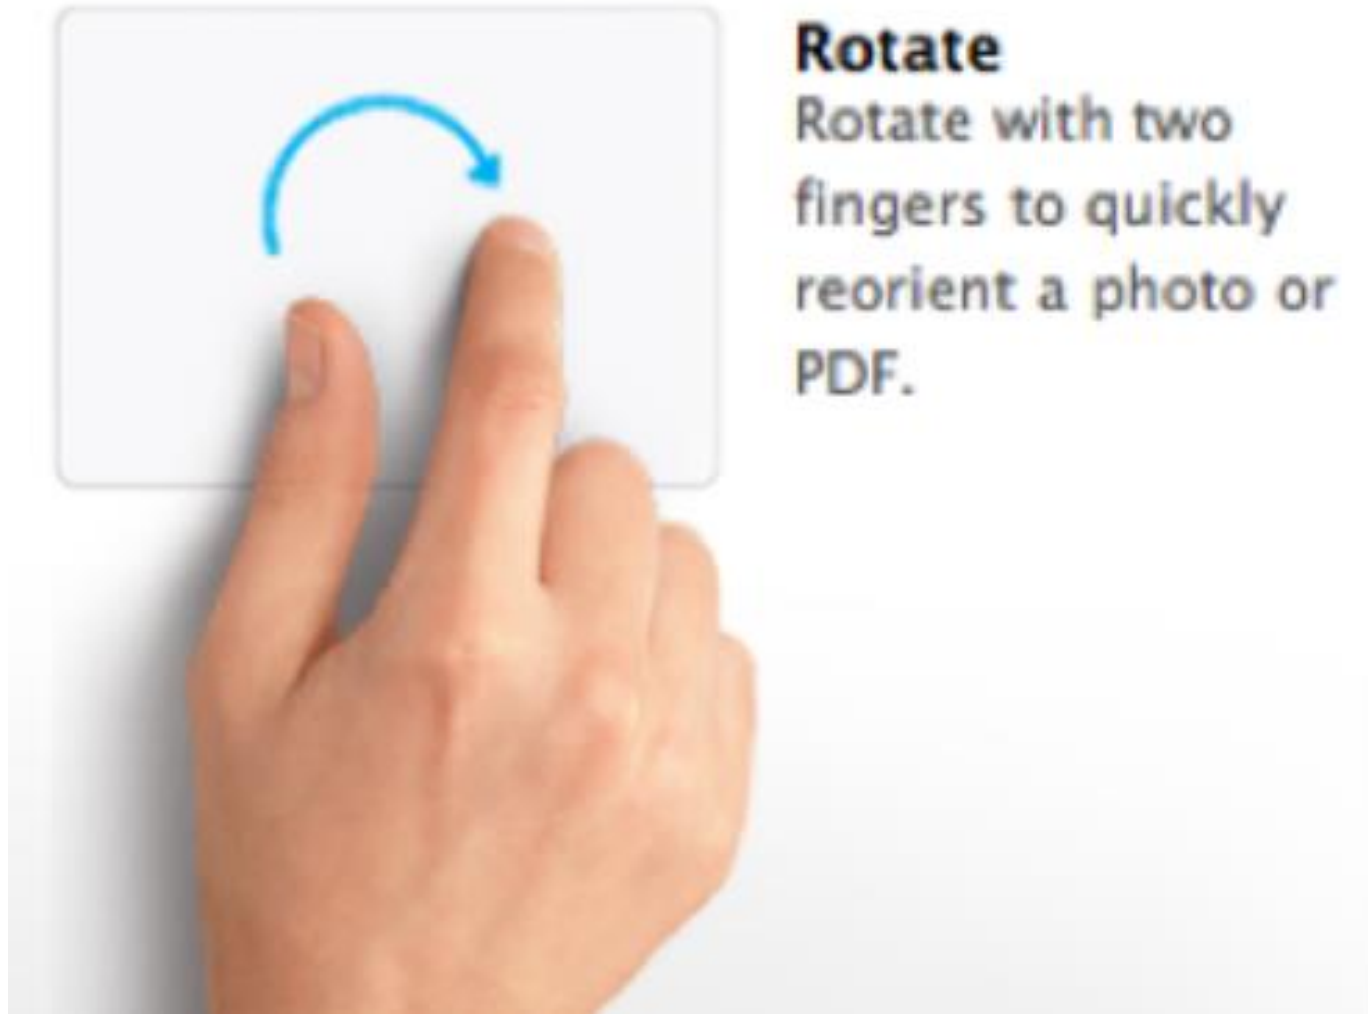 Rotate
Rotate with two
fingers to quickly
reorient a photo or
PDF.